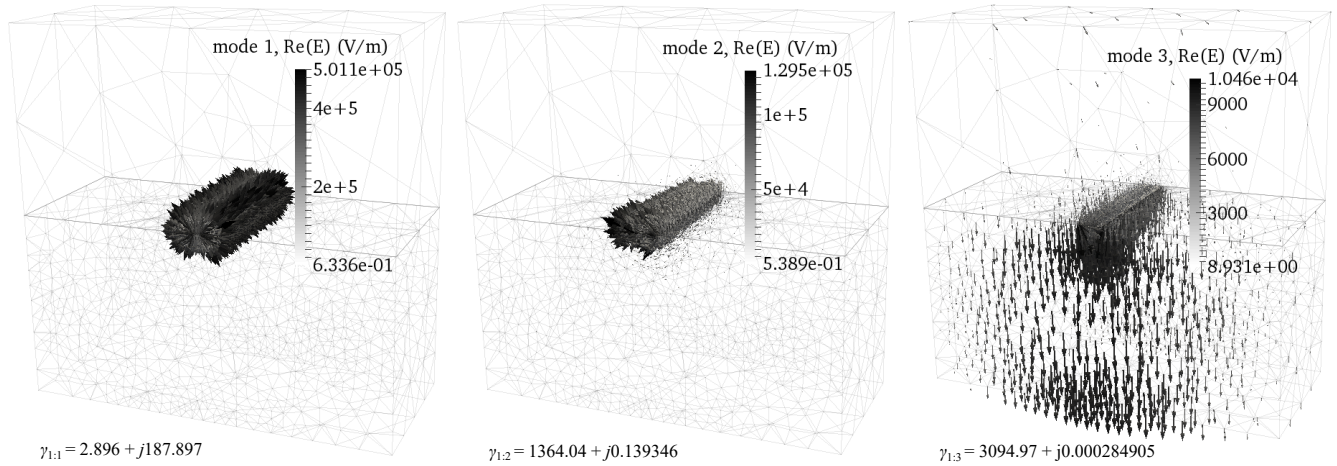 mode 1, Re(E) (V/m)
5.011e+05
4e+5
2e+5
6.336e-01
γ1:1 = 2.896 + j187.897
mode 2, Re(E) (V/m)
1.295e+05
1e+5
5e+4
5.389e-01
γ1:2 = 1364.04 + j0.139346
mode 3, Re(E) (V/m)
1.046e+04
9000
6000
3000
8.931e+00
γ1:3 = 3094.97 + j0.000284905